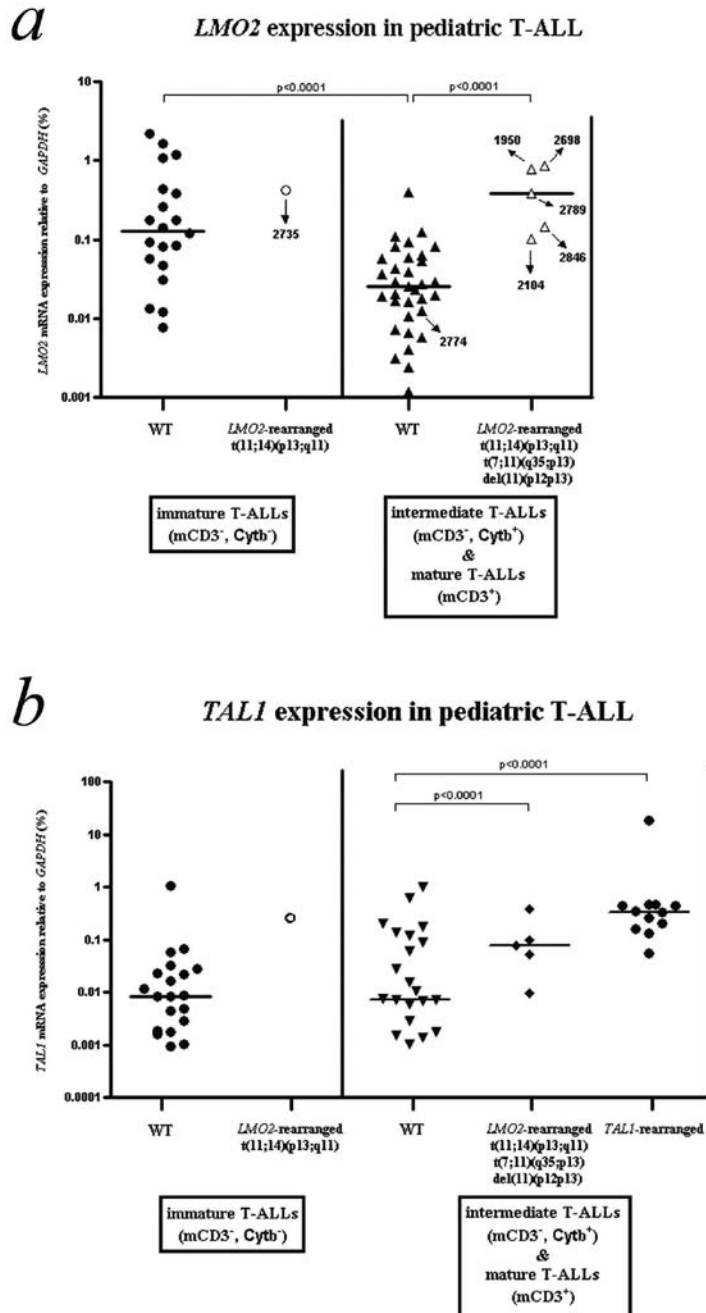 a
LMO2 expression in pediatric T-ALL
LMO2 mRNA expresssion relative to GAPDH (%)
10
1
0.1
0.01
0.001
p<0.0001
p<0.0001
1950
2698
2735
2789
2846
2104
2774
WT
LMO2-rearranged
t(11;14)(p13;q11)
WT
LMO2-rearranged
t(11;14)(p13;q11)
t(7;11)(q35;p13)
del(11)(p12p13)
immature T-ALLs
(mCD3⁻, Cytb⁻)
intermediate T-ALLs
(mCD3⁻, Cytb⁺)
&
mature T-ALLs
(mCD3⁺)
b
TAL1 expression in pediatric T-ALL
TAL1 mRNA expresssion relative to GAPDH (%)
100
10
1
0.1
0.01
0.001
0.0001
p<0.0001
p<0.0001
WT
LMO2-rearranged
t(11;14)(p13;q11)
WT
LMO2-rearranged
t(11;14)(p13;q11)
t(7;11)(q35;p13)
del(11)(p12p13)
TAL1-rearranged
immature T-ALLs
(mCD3⁻, Cytb⁻)
intermediate T-ALLs
(mCD3⁻, Cytb⁺)
&
mature T-ALLs
(mCD3⁺)